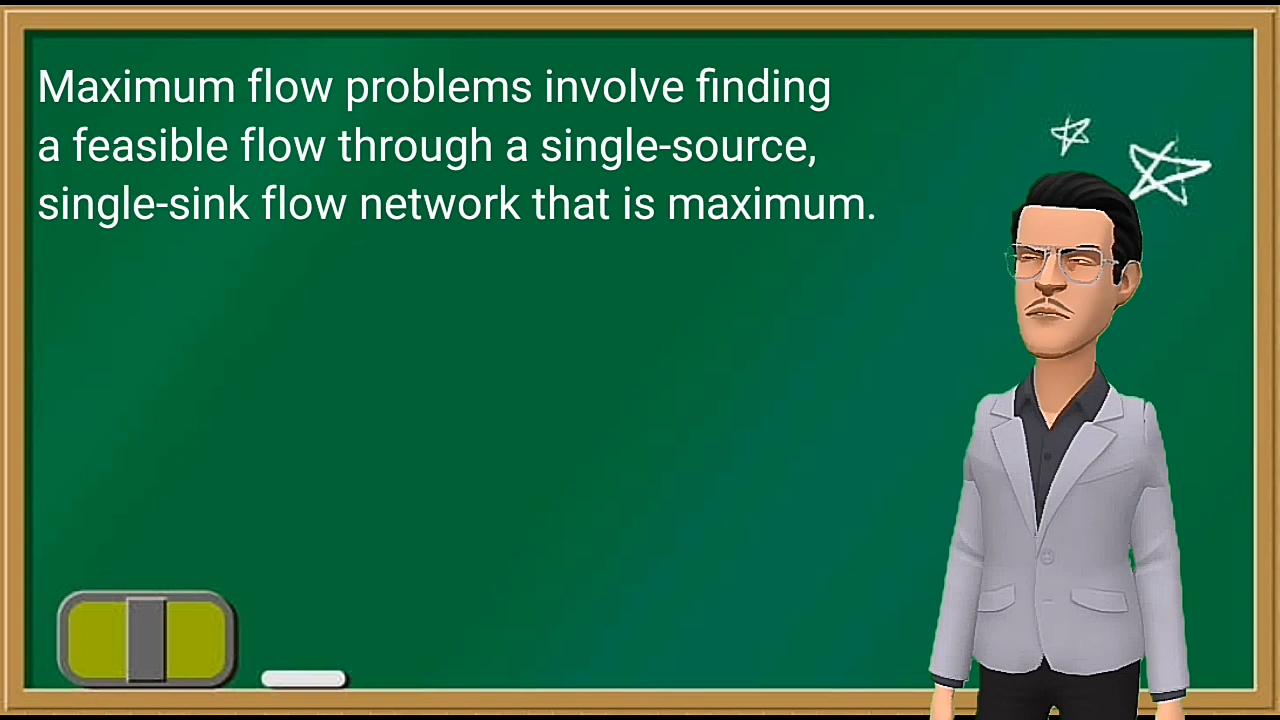 Maximum flow problems involve finding
a feasible flow through a single-source,
single-sink flow network that is maximum.